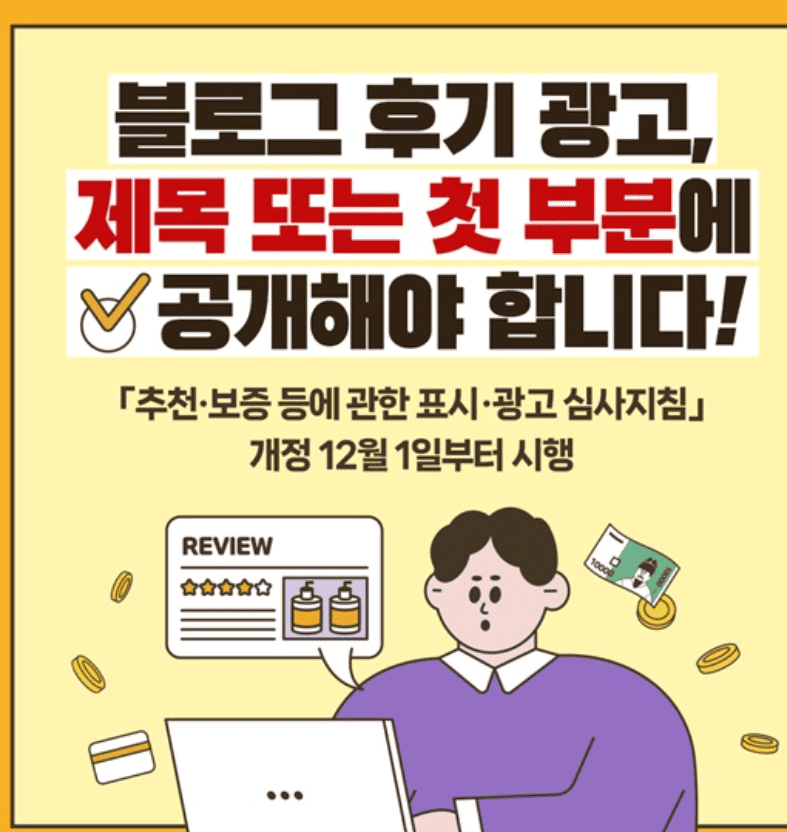 블로그 후기 광고,
제목 또는 첫 부분에
공개해야 합니다!
「추천·보증 등에 관한 표시·광고 심사지침」
개정 12월 1일부터 시행
REVIEW
10000
10000